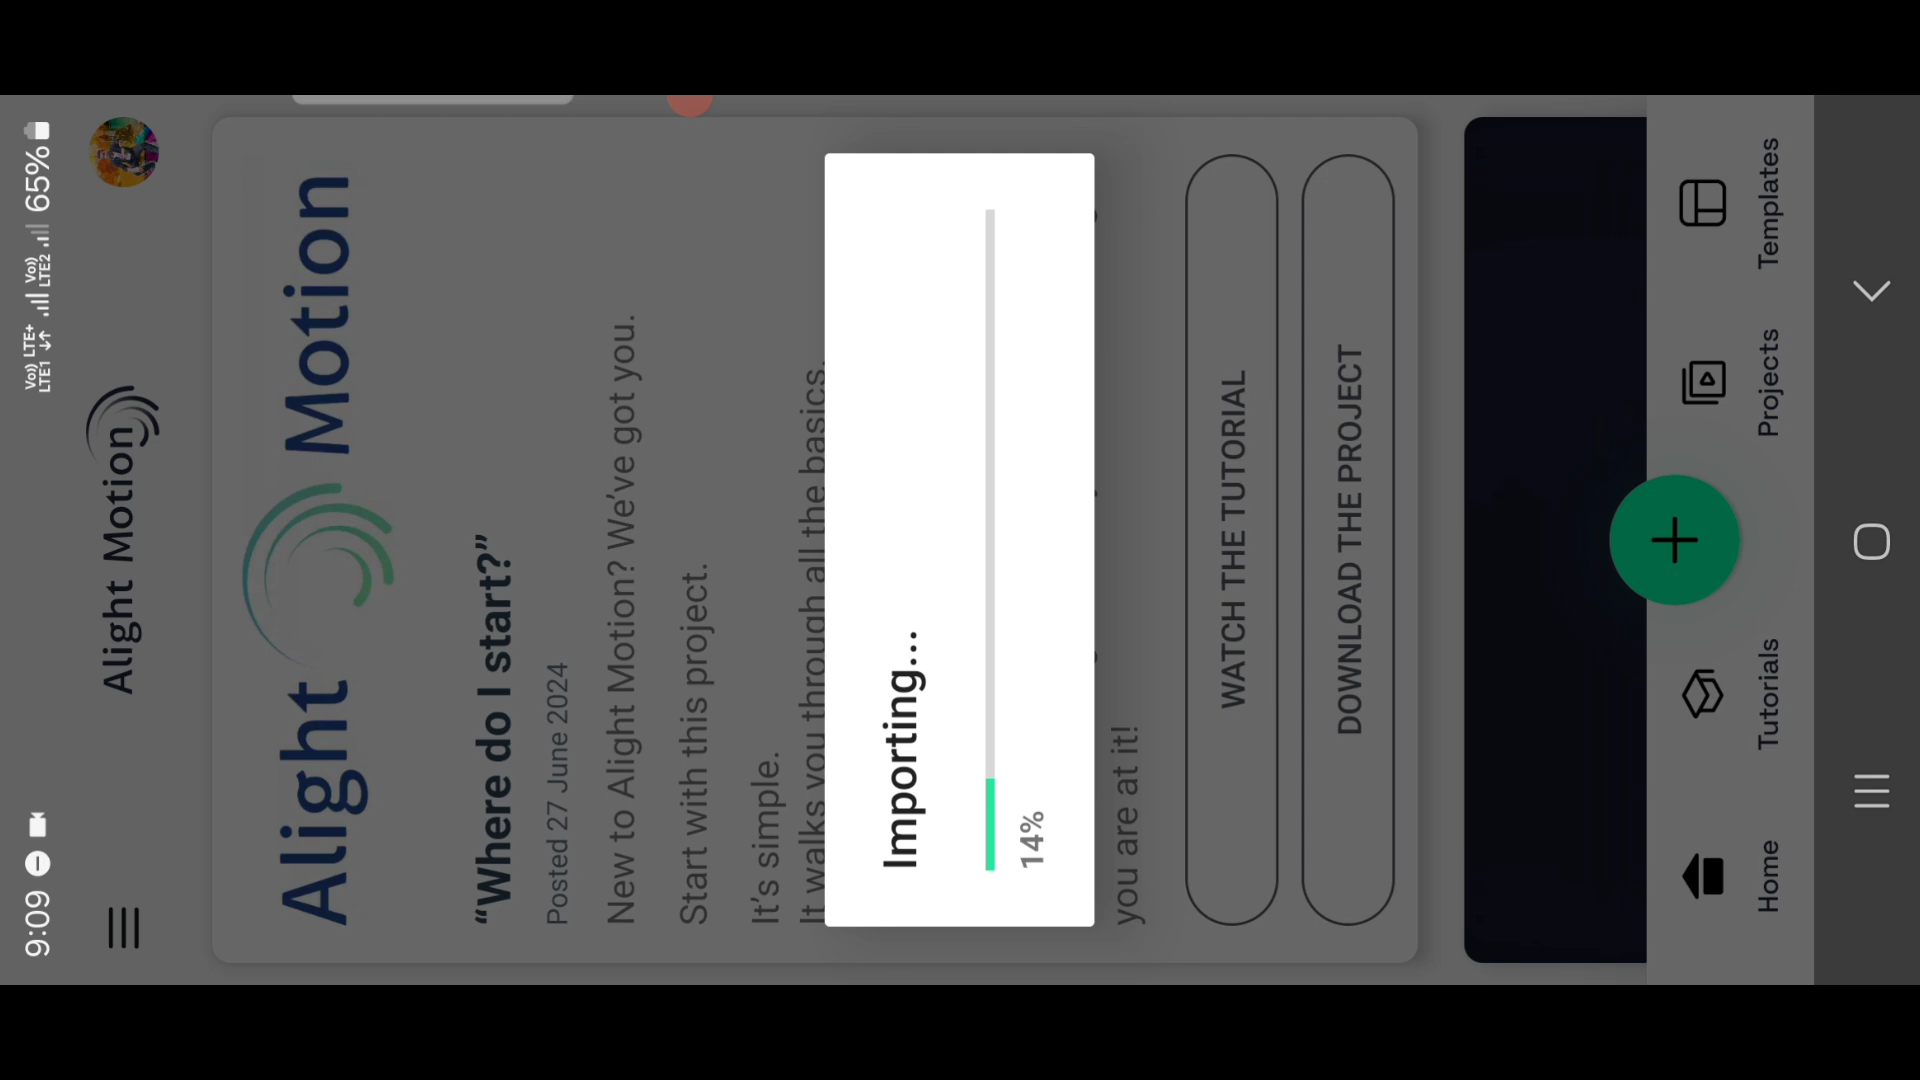 9:09
Vo)) LTE+
LTE1
Vo))
LTE2
65%
Alight Motion
Alight Motion
“Where do I start?”
Posted 27 June 2024
New to Alight Motion? We’ve got you.
Start with this project.
It’s simple.
It walks you through all the basics.
Importing...
14%
you are at it!
WATCH THE TUTORIAL
DOWNLOAD THE PROJECT
Home
Tutorials
Projects
Templates